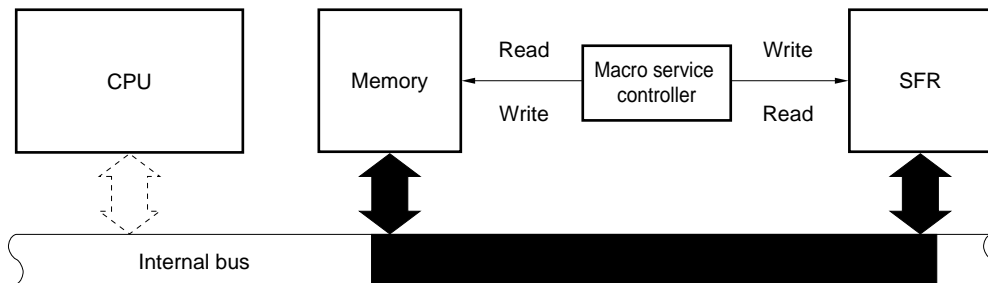 CPU
Memory
Read
Write
Macro service
controller
Write
Read
SFR
Internal bus